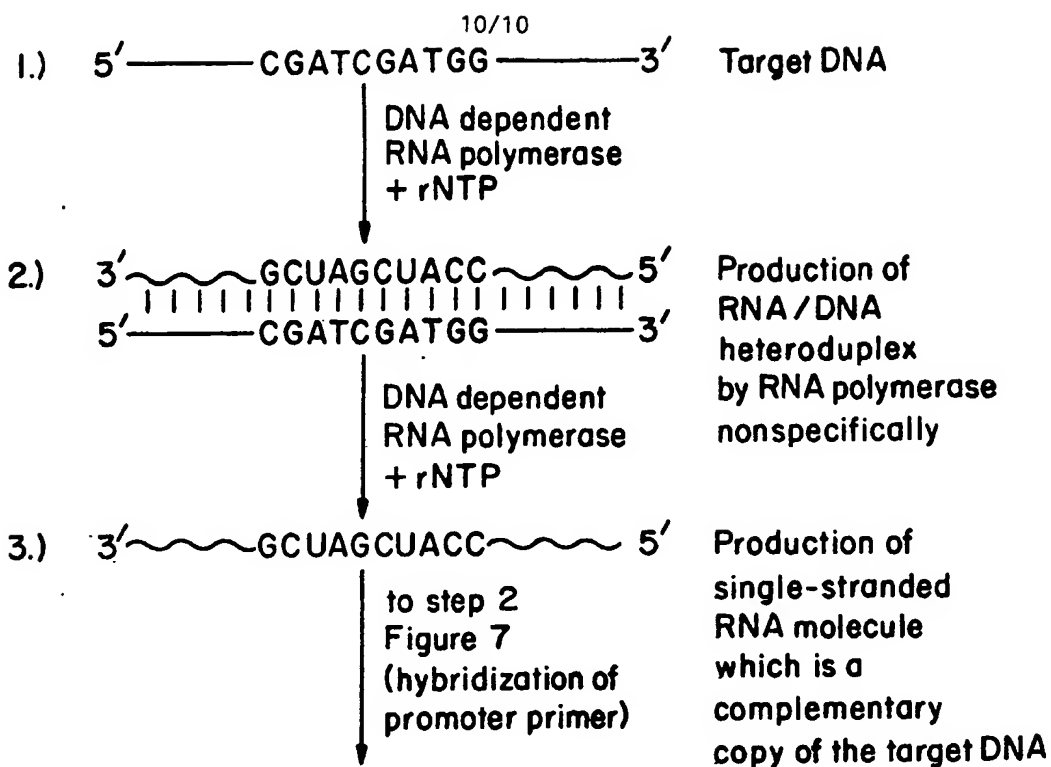 10/10
1.) 5′ CGATCGATGG 3′ Target DNA
DNA dependent
RNA polymerase
+ rNTP
2.) 3′ GCUAGCUACC 5′
5′ CGATCGATGG 3′
Production of
RNA/DNA
heteroduplex
by RNA polymerase
nonspecifically
DNA dependent
RNA polymerase
+ rNTP
3.) 3′ GCUAGCUACC 5′
Production of
single-stranded
RNA molecule
which is a
complementary
copy of the target DNA
to step 2
Figure 7
(hybridization of
promoter primer)